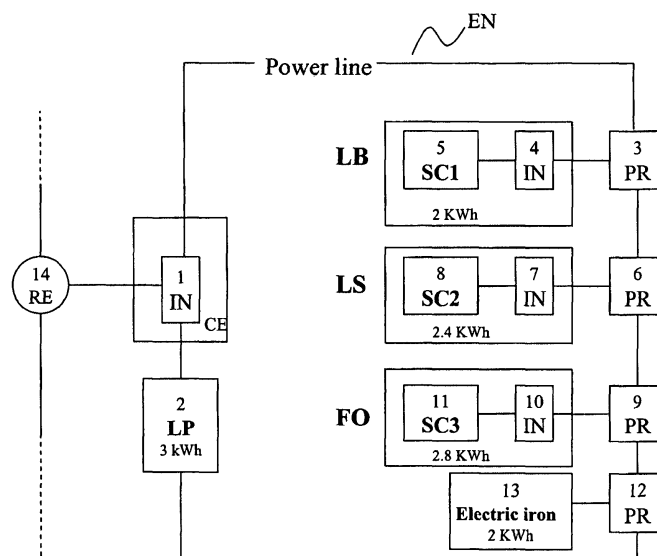 EN
Power line
LB
5
SC1
4
IN
2 KWh
3
PR
14
RE
1
IN
CE
LS
8
SC2
7
IN
2.4 KWh
6
PR
2
LP
3 kWh
FO
11
SC3
10
IN
2.8 KWh
9
PR
13
Electric iron
2 KWh
12
PR